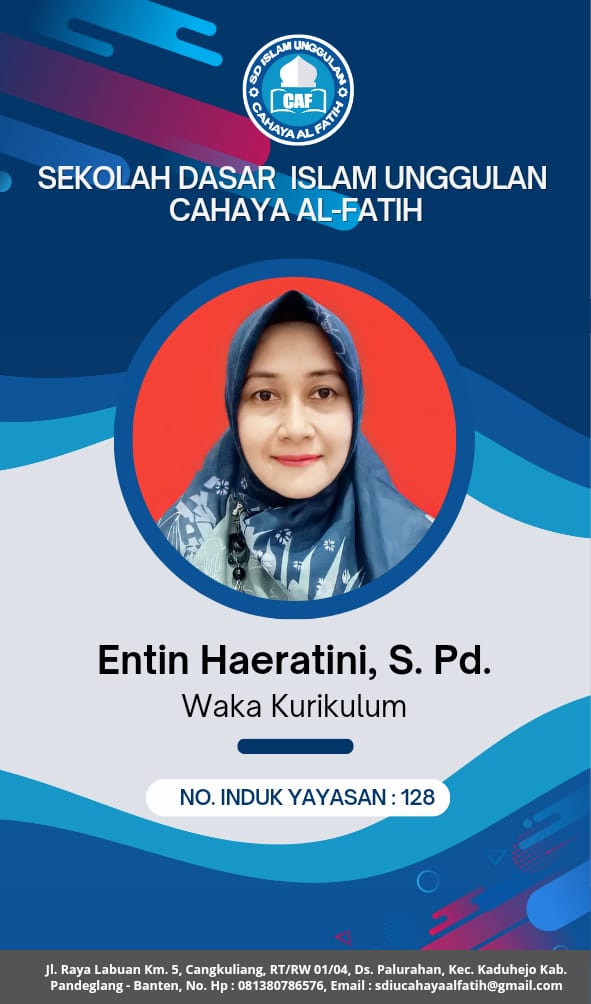 SD ISLAM UNGGULAN
CAF
CAHAYA AL FATIH
SEKOLAH DASAR ISLAM UNGGULAN
CAHAYA AL-FATIH
Entin Haeratini, S. Pd.
Waka Kurikulum
NO. INDUK YAYASAN : 128
Jl. Raya Labuan Km. 5, Cangkuliang, RT/RW 01/04, Ds. Palurahan, Kec. Kaduhejo Kab.
Pandeglang - Banten, No. Hp : 081380786576, Email : sdiucahayaalfatih@gmail.com